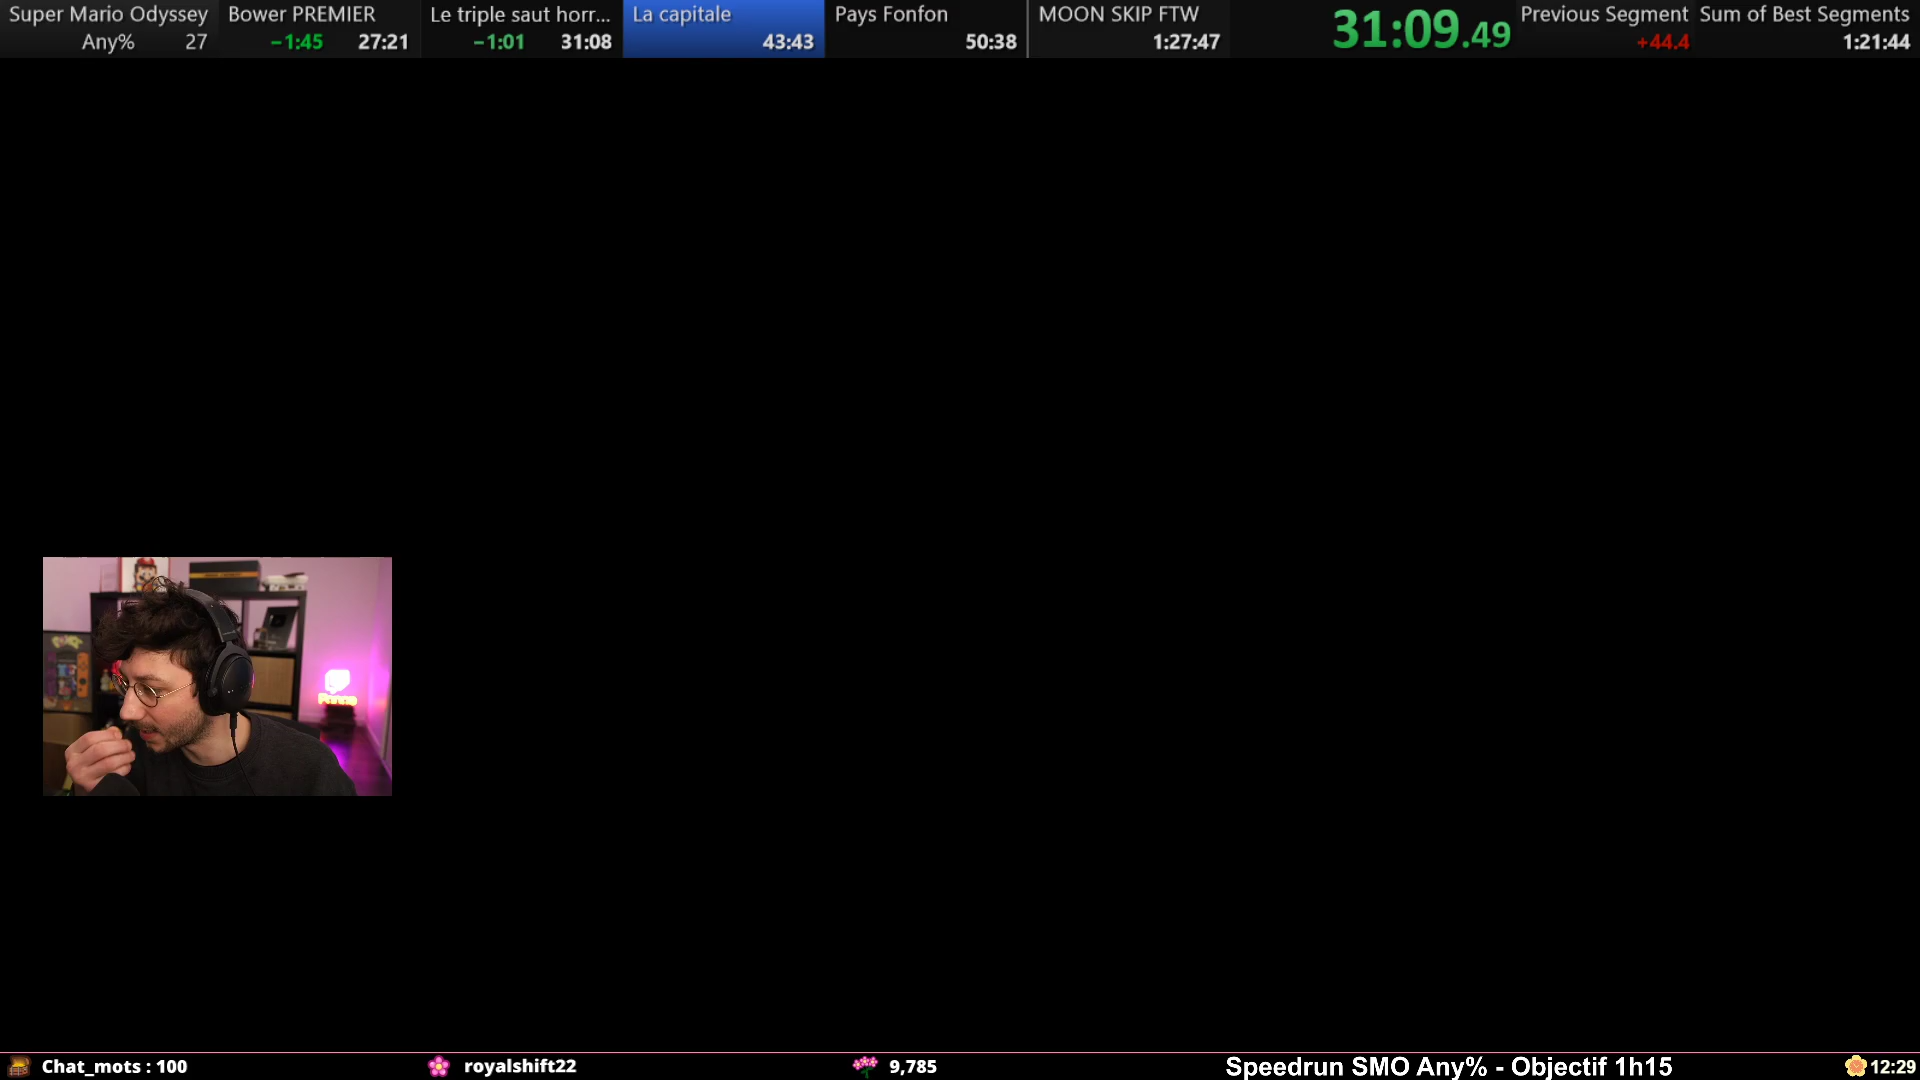 Super Mario Odyssey
Any% 27
Bower PREMIER
−1:45 27:21
Le triple saut horr...
−1:01 31:08
La capitale
43:43
Pays Fonfon
50:38
MOON SKIP FTW
1:27:47
31:09.49
Previous Segment
+44.4
Sum of Best Segments
1:21:44
Chat_mots : 100
royalshift22
9,785
Speedrun SMO Any% - Objectif 1h15
12:29